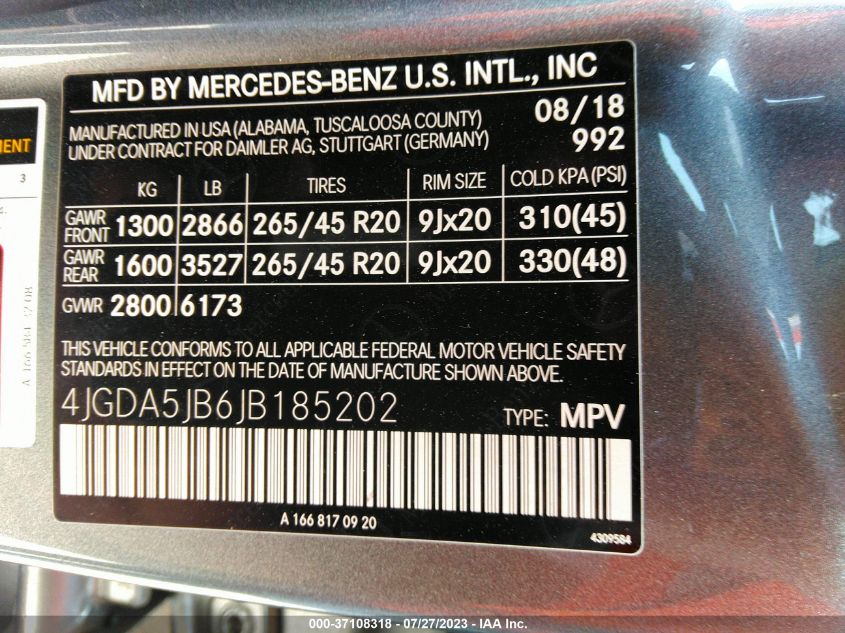 MFD BY MERCEDES-BENZ U.S. INTL., INC
MANUFACTURED IN USA (ALABAMA, TUSCALOOSA COUNTY) 08/18
UNDER CONTRACT FOR DAIMLER AG, STUTTGART (GERMANY) 992
KG LB TIRES RIM SIZE COLD KPA (PSI)
GAWR FRONT 1300 2866 265/45 R20 9Jx20 310(45)
GAWR REAR 1600 3527 265/45 R20 9Jx20 330(48)
GVWR 2800 6173
THIS VEHICLE CONFORMS TO ALL APPLICABLE FEDERAL MOTOR VEHICLE SAFETY
STANDARDS IN EFFECT ON THE DATE OF MANUFACTURE SHOWN ABOVE.
4JGDA5JB6JB185202 TYPE: MPV
A 166 817 09 20
4309584
MENT
3
000-37108318 - 07/27/2023 - IAA Inc.